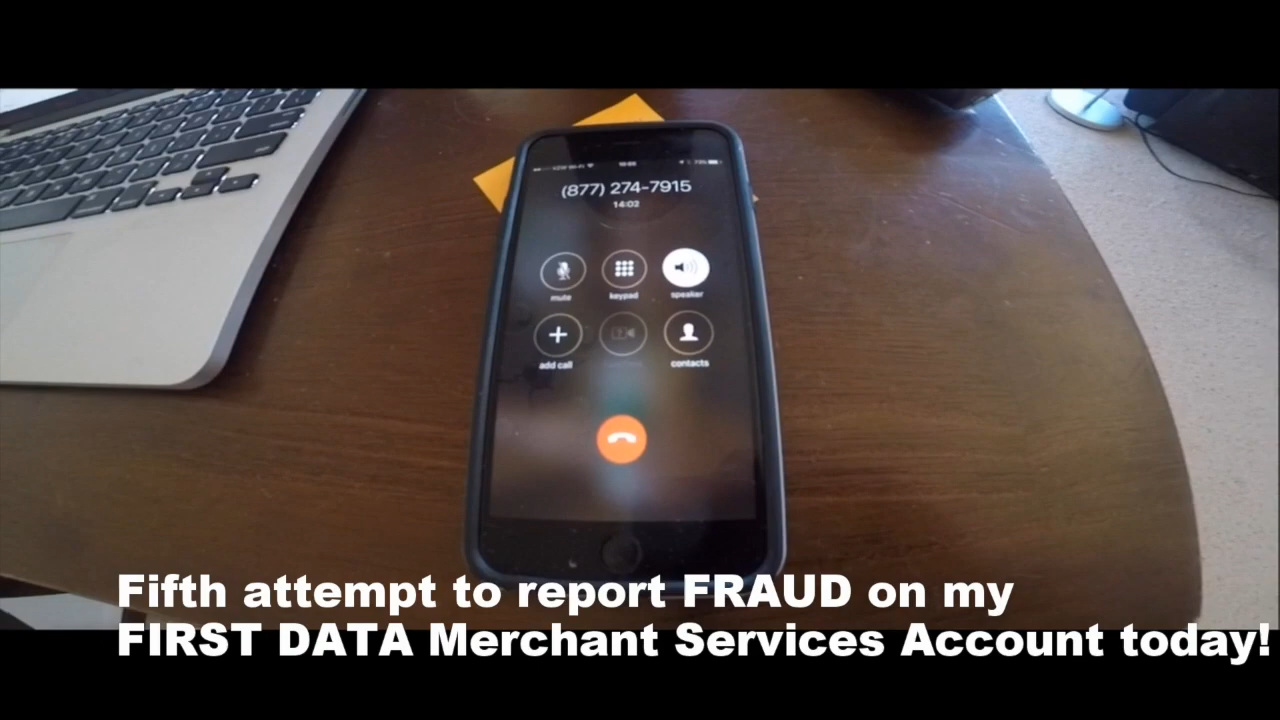 (877) 274-7915
14:02
mute
keypad
speaker
add call
contacts
Fifth attempt to report FRAUD on my
FIRST DATA Merchant Services Account today!